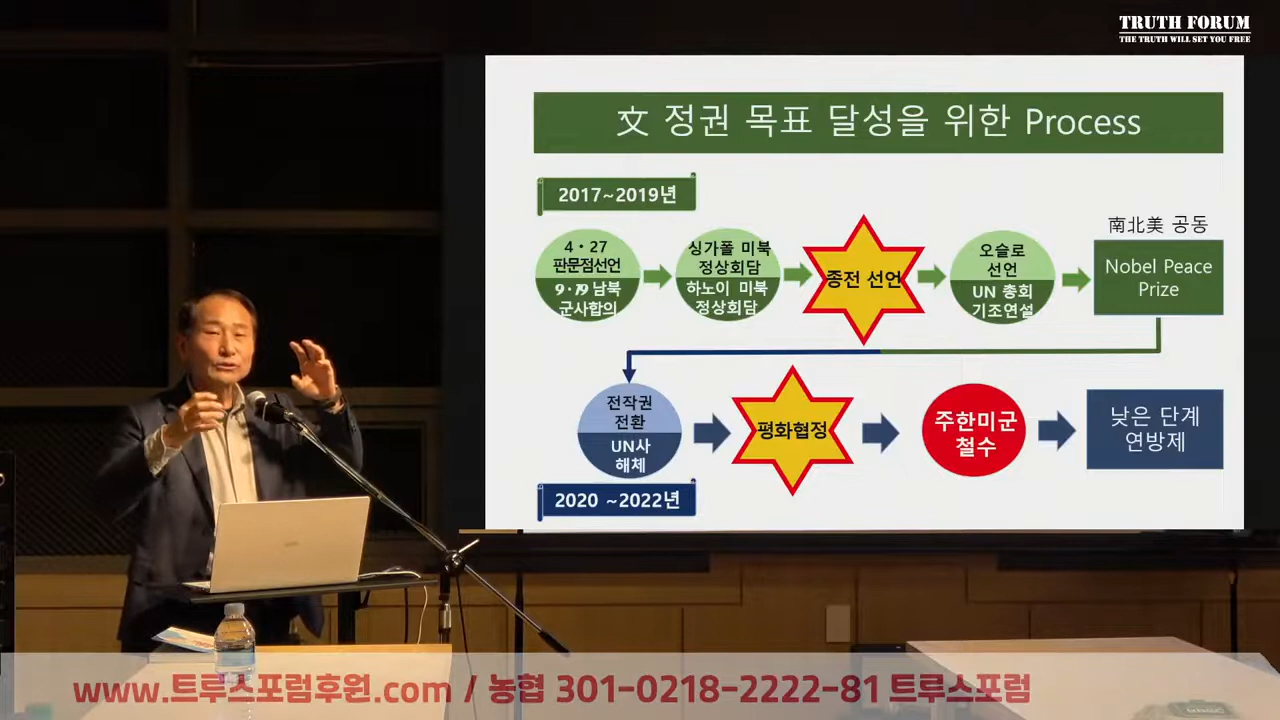 TRUTH FORUM
THE TRUTH WILL SET YOU FREE
文 정권 목표 달성을 위한 Process
2017~2019년
4·27
판문점선언
9·19 남북
군사합의
싱가폴 미북
정상회담
하노이 미북
정상회담
종전 선언
오슬로
선언
UN 총회
기조연설
南北美 공동
Nobel Peace
Prize
전작권
전환
UN사
해체
평화협정
주한미군
철수
낮은 단계
연방제
2020 ~2022년
www.트루스포럼후원.com / 농협 301-0218-2222-81 트루스포럼